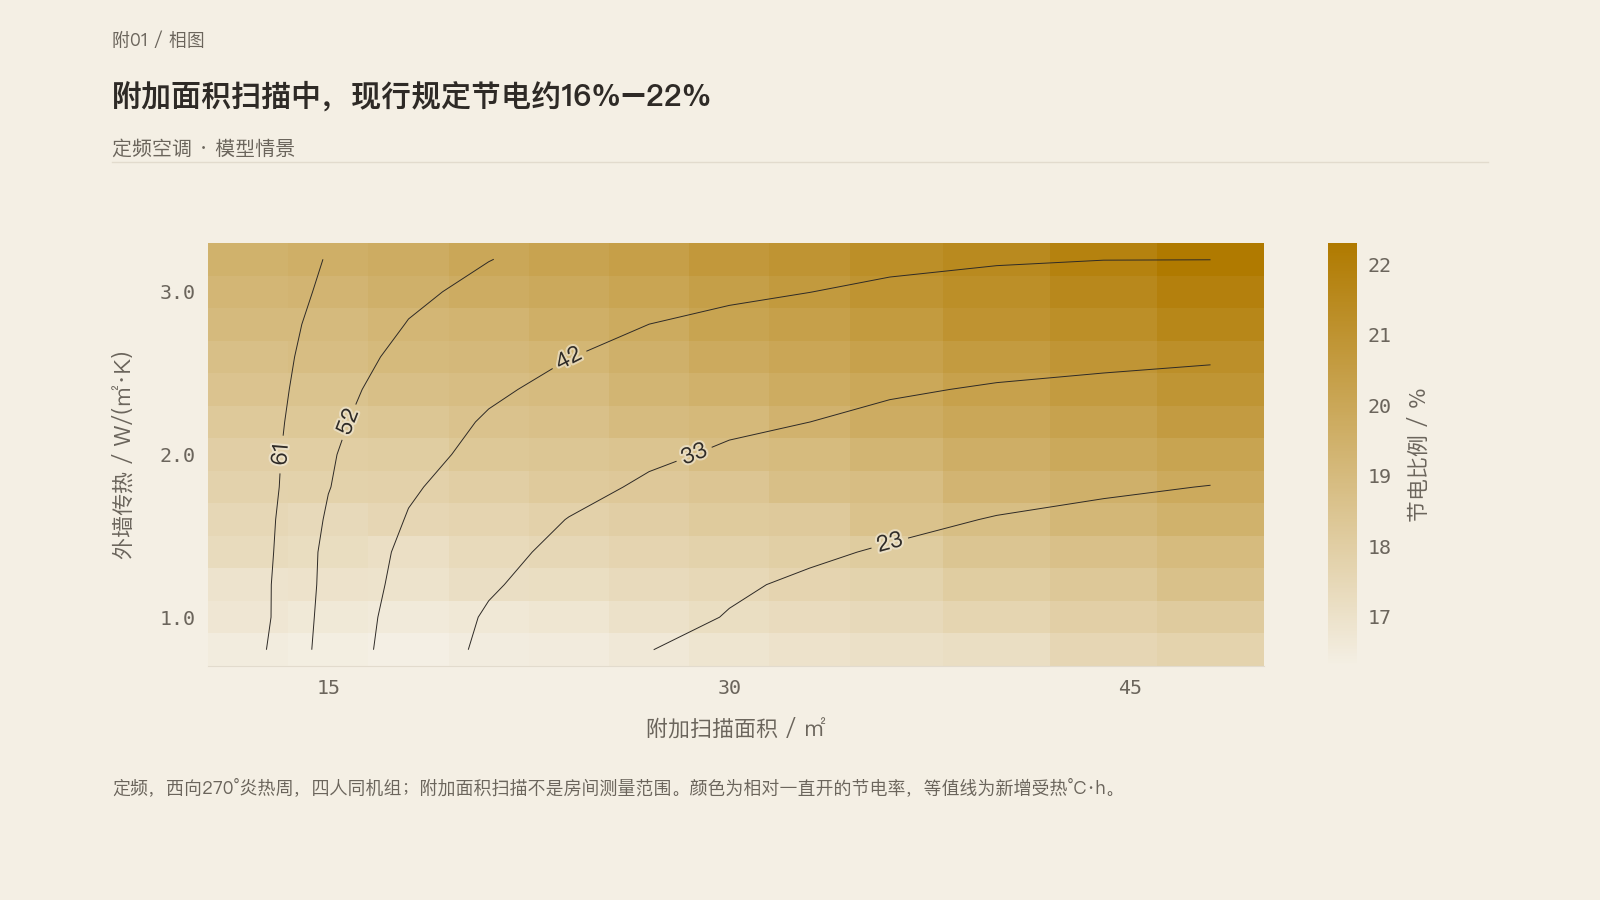 附01 / 相图
附加面积扫描中，现行规定节电约16%—22%
定频空调 · 模型情景
外墙传热 / W/(㎡·K)
3.0
2.0
1.0
61
52
42
33
23
15
30
45
附加扫描面积 / ㎡
22
21
20
19
18
17
节电比例 / %
定频，西向270°炎热周，四人同机组；附加面积扫描不是房间测量范围。颜色为相对一直开的节电率，等值线为新增受热°C·h。